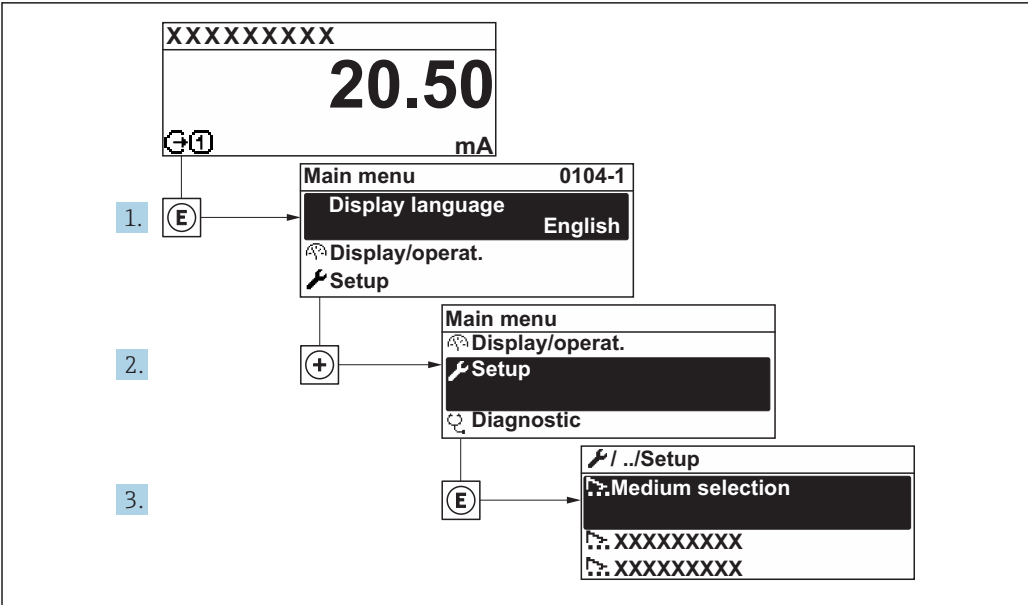 XXXXXXXXX
20.50
1 mA
Main menu 0104-1
1. E Display language
English
Display/operat.
Setup
Main menu
Display/operat.
2. + Setup
Diagnostic
/ ../Setup
3. E Medium selection
XXXXXXXXX
XXXXXXXXX